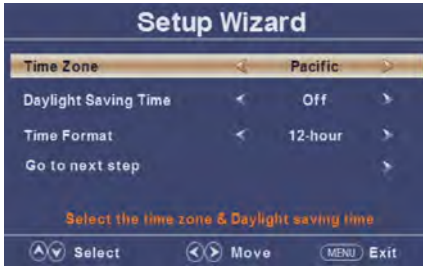 Setup Wizard
Time Zone Pacific
Daylight Saving Time Off
Time Format 12-hour
Go to next step
Select the time zone & Daylight saving time
Select Move MENU Exit